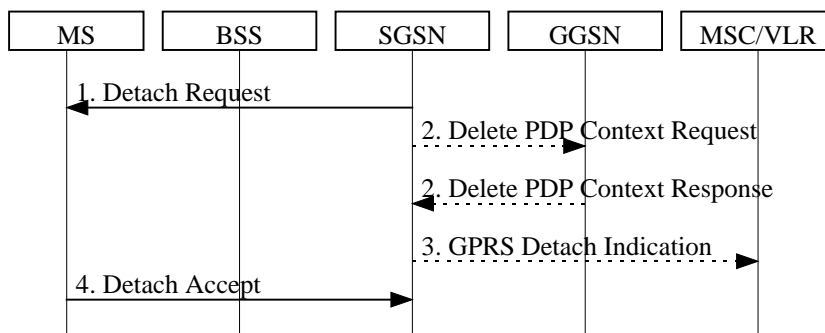 MS BSS SGSN GGSN MSC/VLR
1. Detach Request
2. Delete PDP Context Request
2. Delete PDP Context Response
3. GPRS Detach Indication
4. Detach Accept